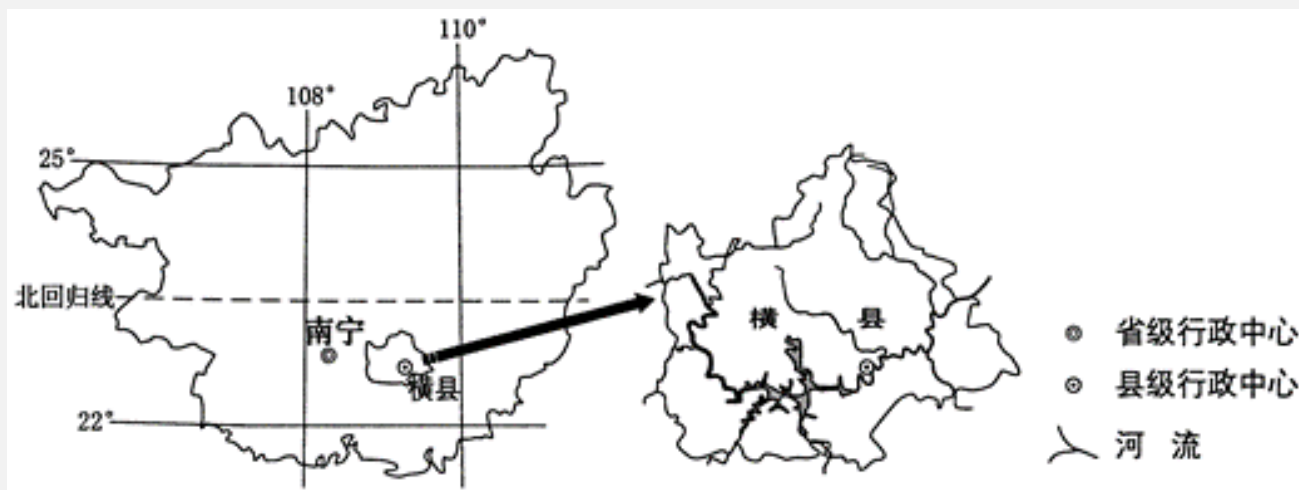 110°
108°
25°
北回归线
南宁
横县
22°
横 县
省级行政中心
县级行政中心
河 流